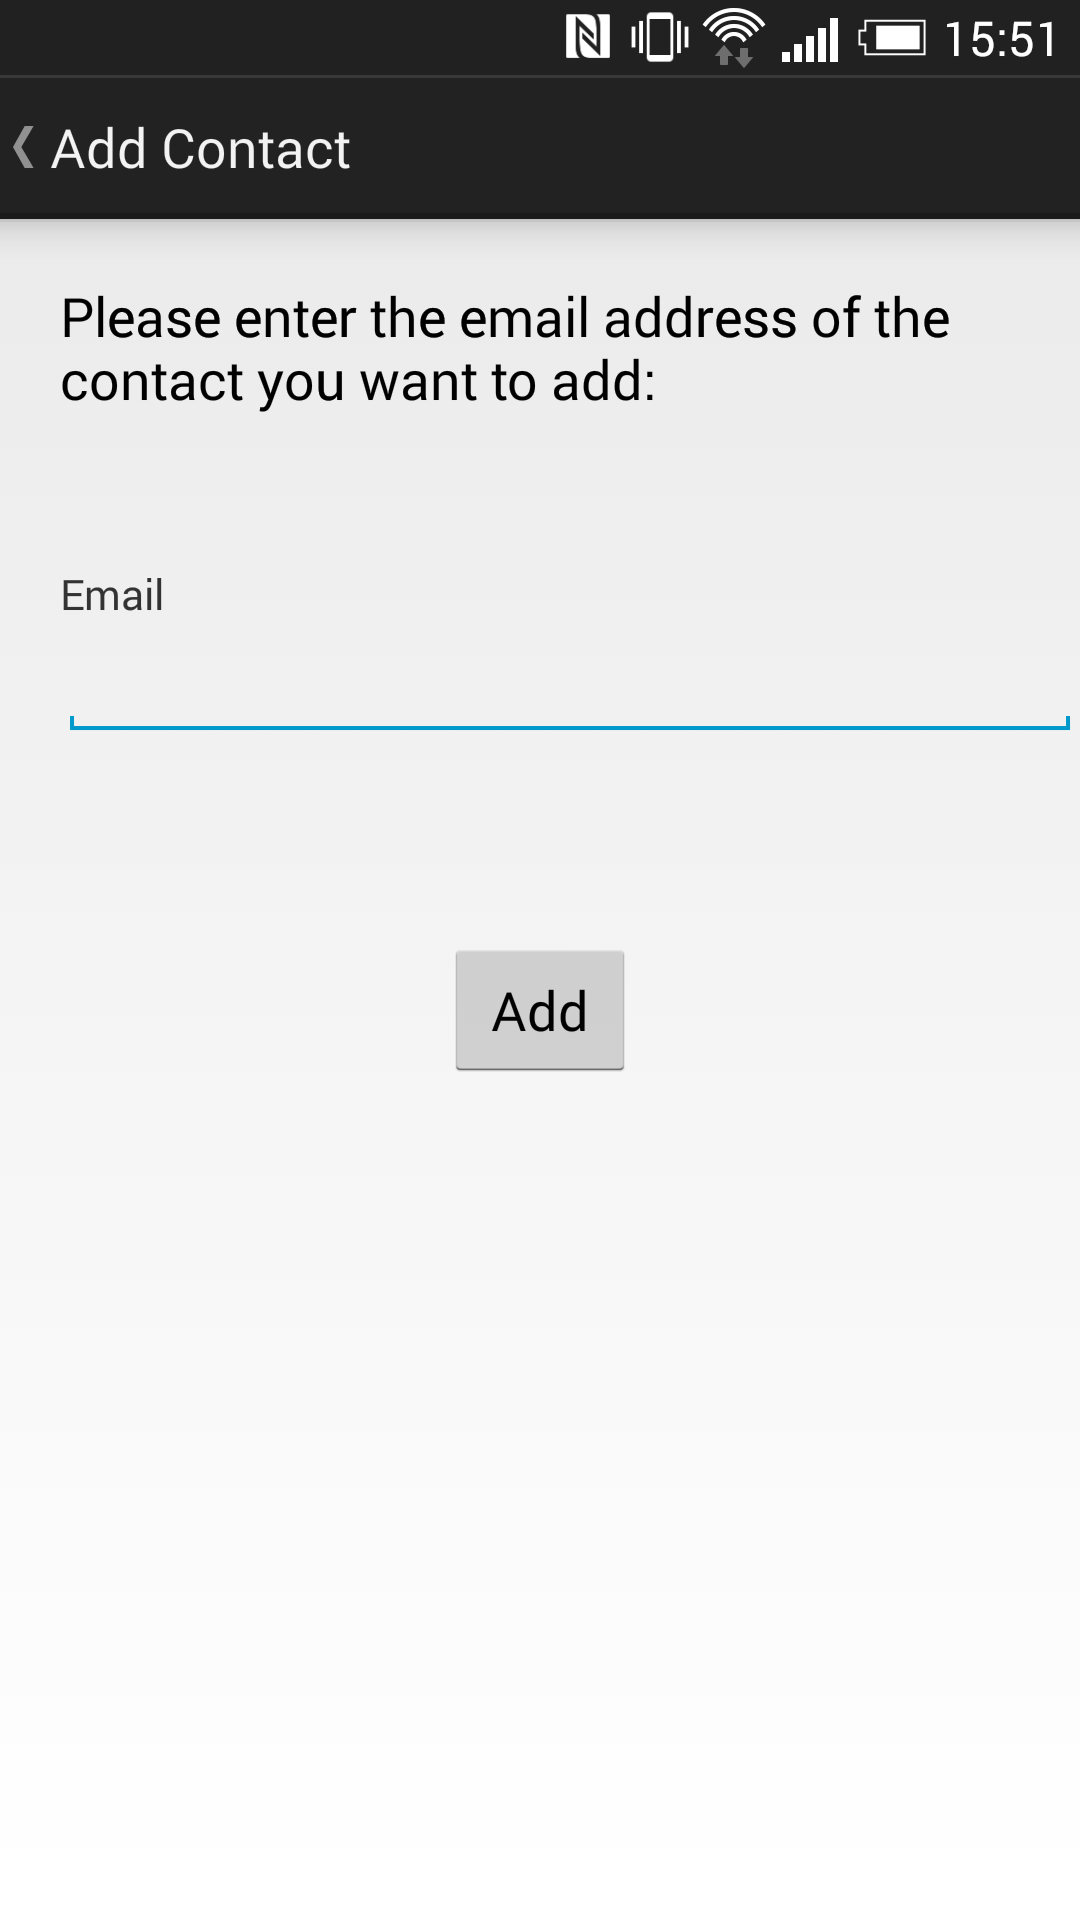 15:51
Add Contact
Please enter the email address of the
contact you want to add:
Email
Add